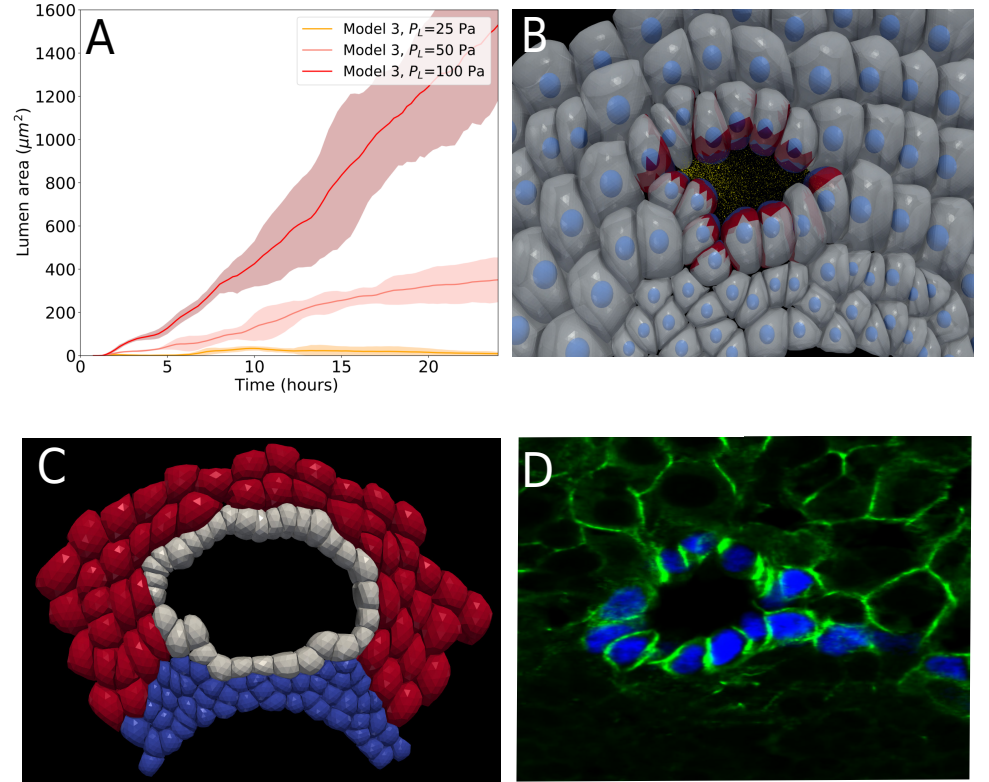 A
Model 3, P_L=25 Pa
Model 3, P_L=50 Pa
Model 3, P_L=100 Pa
Lumen area (μm²)
1600
1400
1200
1000
800
600
400
200
0
0 5 10 15 20
Time (hours)
B
C
D